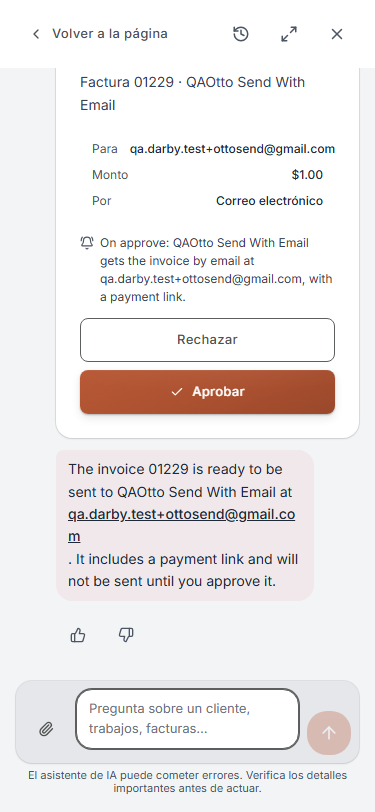 Volver a la página
Factura 01229 · QAOtto Send With
Email
Para qa.darby.test+ottosend@gmail.com
Monto $1.00
Por Correo electrónico
On approve: QAOtto Send With Email
gets the invoice by email at
qa.darby.test+ottosend@gmail.com, with
a payment link.
Rechazar
Aprobar
The invoice 01229 is ready to be
sent to QAOtto Send With Email at
qa.darby.test+ottosend@gmail.co
m
. It includes a payment link and will
not be sent until you approve it.
Pregunta sobre un cliente,
trabajos, facturas...
El asistente de IA puede cometer errores. Verifica los detalles
importantes antes de actuar.